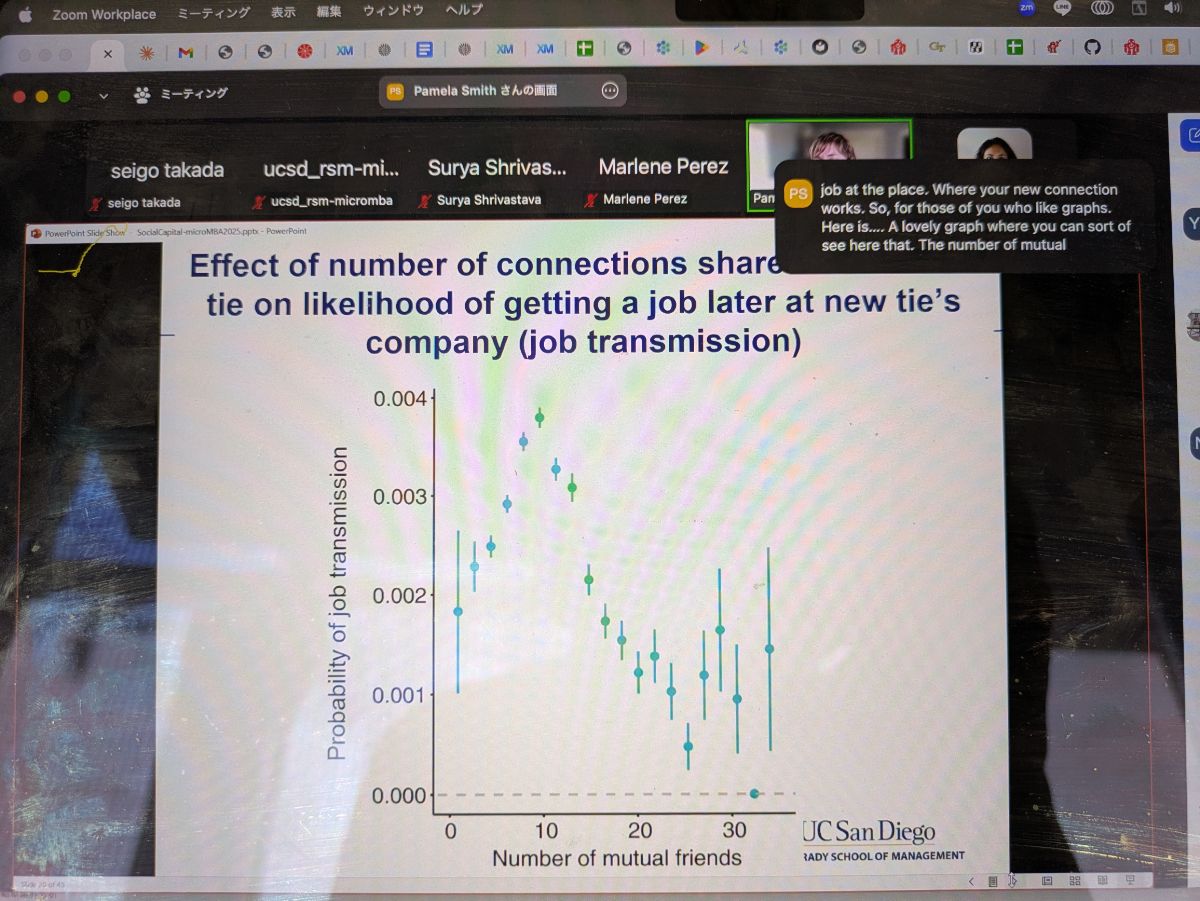 Zoom Workplace ミーティング 表示 編集 ウィンドウ ヘルプ
zm LINE
XM XM XM GT
ミーティング
PS Pamela Smith さんの画面
seigo takada ucsd_rsm-mi... Surya Shrivas... Marlene Perez
seigo takada ucsd_rsm-micromba Surya Shrivastava Marlene Perez Pam
PS
job at the place. Where your new connection
works. So, for those of you who like graphs.
Here is.... A lovely graph where you can sort of
see here that. The number of mutual
PowerPoint Slide Show - SocialCapital-microMBA2025.pptx - PowerPoint
Effect of number of connections share
tie on likelihood of getting a job later at new tie's
company (job transmission)
Probability of job transmission
0.004
0.003
0.002
0.001
0.000
0 10 20 30
Number of mutual friends
UC San Diego
RADY SCHOOL OF MANAGEMENT